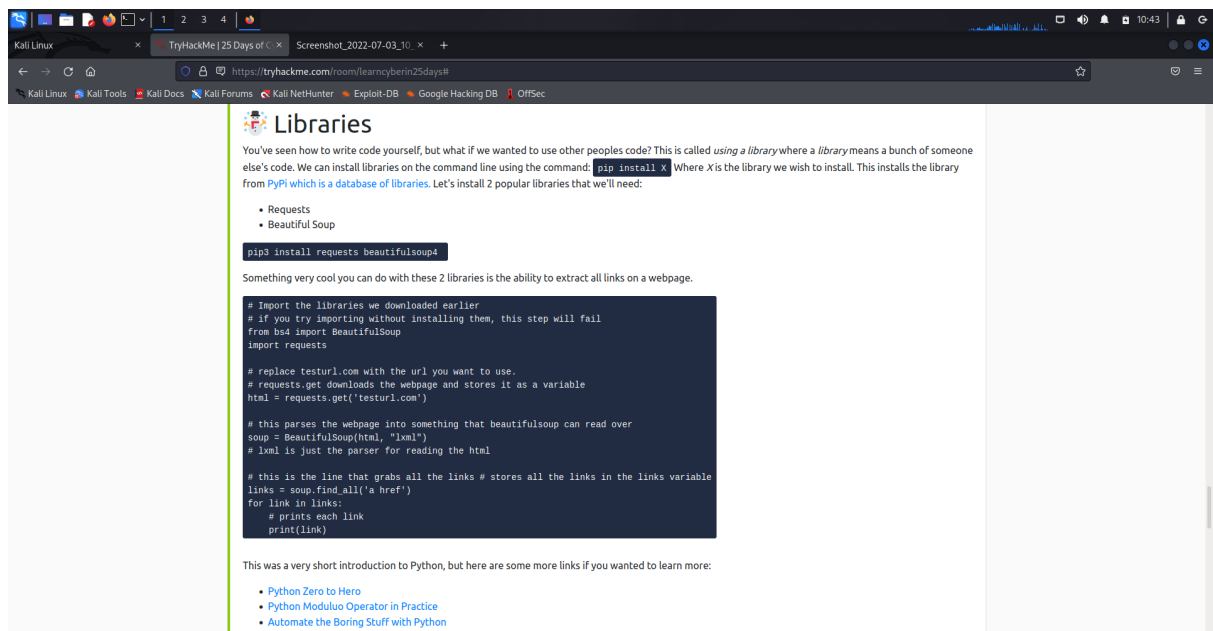 1 2 3 4
10:43
Kali Linux
TryHackMe | 25 Days of C
Screenshot_2022-07-03_10_
https://tryhackme.com/room/learncyberin25days#
Kali Linux Kali Tools Kali Docs Kali Forums Kali NetHunter Exploit-DB Google Hacking DB OffSec
Libraries
You've seen how to write code yourself, but what if we wanted to use other peoples code? This is called using a library where a library means a bunch of someone
else's code. We can install libraries on the command line using the command: pip install X Where X is the library we wish to install. This installs the library
from PyPi which is a database of libraries. Let's install 2 popular libraries that we'll need:
• Requests
• Beautiful Soup
pip3 install requests beautifulsoup4
Something very cool you can do with these 2 libraries is the ability to extract all links on a webpage.
# Import the libraries we downloaded earlier
# if you try importing without installing them, this step will fail
from bs4 import BeautifulSoup
import requests
# replace testurl.com with the url you want to use.
# requests.get downloads the webpage and stores it as a variable
html = requests.get('testurl.com')
# this parses the webpage into something that beautifulsoup can read over
soup = BeautifulSoup(html, "lxml")
# lxml is just the parser for reading the html
# this is the line that grabs all the links # stores all the links in the links variable
links = soup.find_all('a href')
for link in links:
    # prints each link
    print(link)
This was a very short introduction to Python, but here are some more links if you wanted to learn more:
• Python Zero to Hero
• Python Moduluo Operator in Practice
• Automate the Boring Stuff with Python